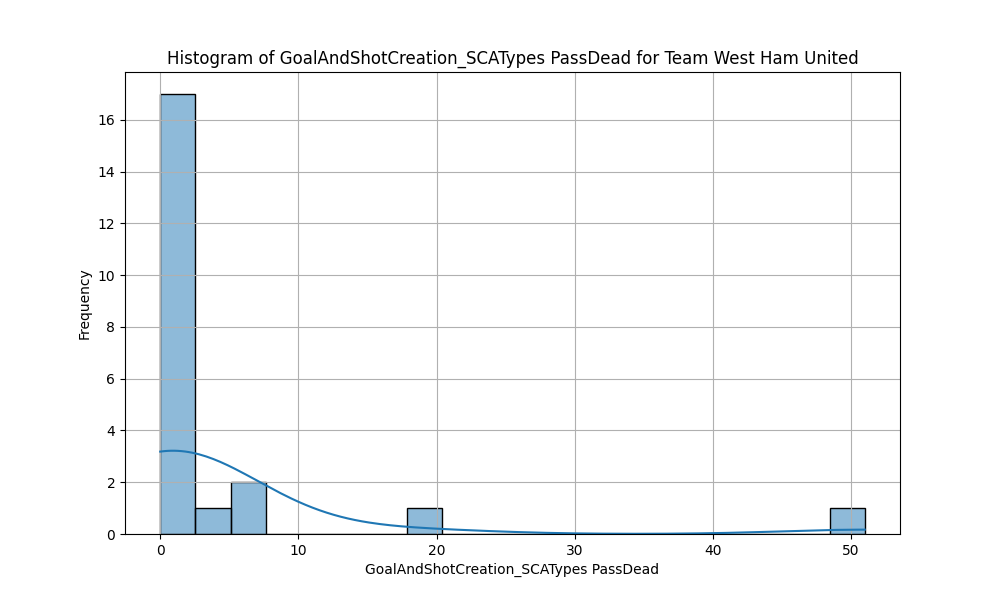 Histogram of GoalAndShotCreation_SCATypes PassDead for Team West Ham United
16
14
12
10
8
6
4
2
0
Frequency
0 10 20 30 40 50
GoalAndShotCreation_SCATypes PassDead